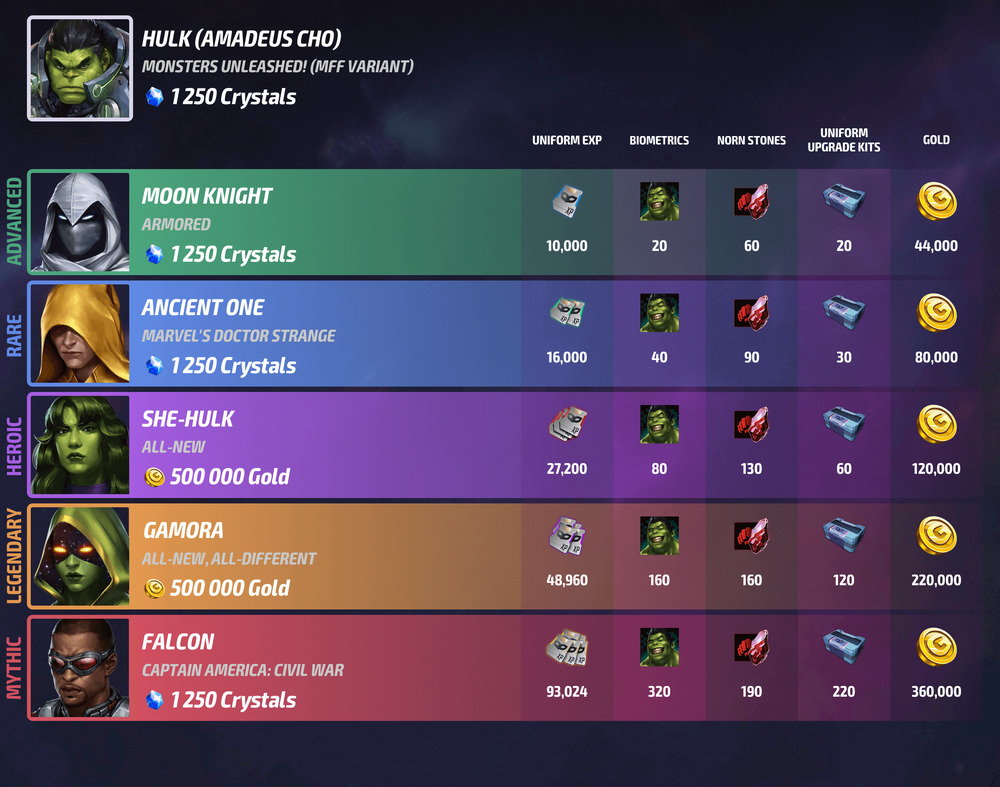 HULK (AMADEUS CHO)
MONSTERS UNLEASHED! (MFF VARIANT)
1 250 Crystals
UNIFORM EXP BIOMETRICS NORN STONES UNIFORM UPGRADE KITS GOLD
ADVANCED
MOON KNIGHT
ARMORED
1 250 Crystals
10,000 20 60 20 44,000
RARE
ANCIENT ONE
MARVEL'S DOCTOR STRANGE
1 250 Crystals
16,000 40 90 30 80,000
HEROIC
SHE-HULK
ALL-NEW
500 000 Gold
27,200 80 130 60 120,000
LEGENDARY
GAMORA
ALL-NEW, ALL-DIFFERENT
500 000 Gold
48,960 160 160 120 220,000
MYTHIC
FALCON
CAPTAIN AMERICA: CIVIL WAR
1 250 Crystals
93,024 320 190 220 360,000